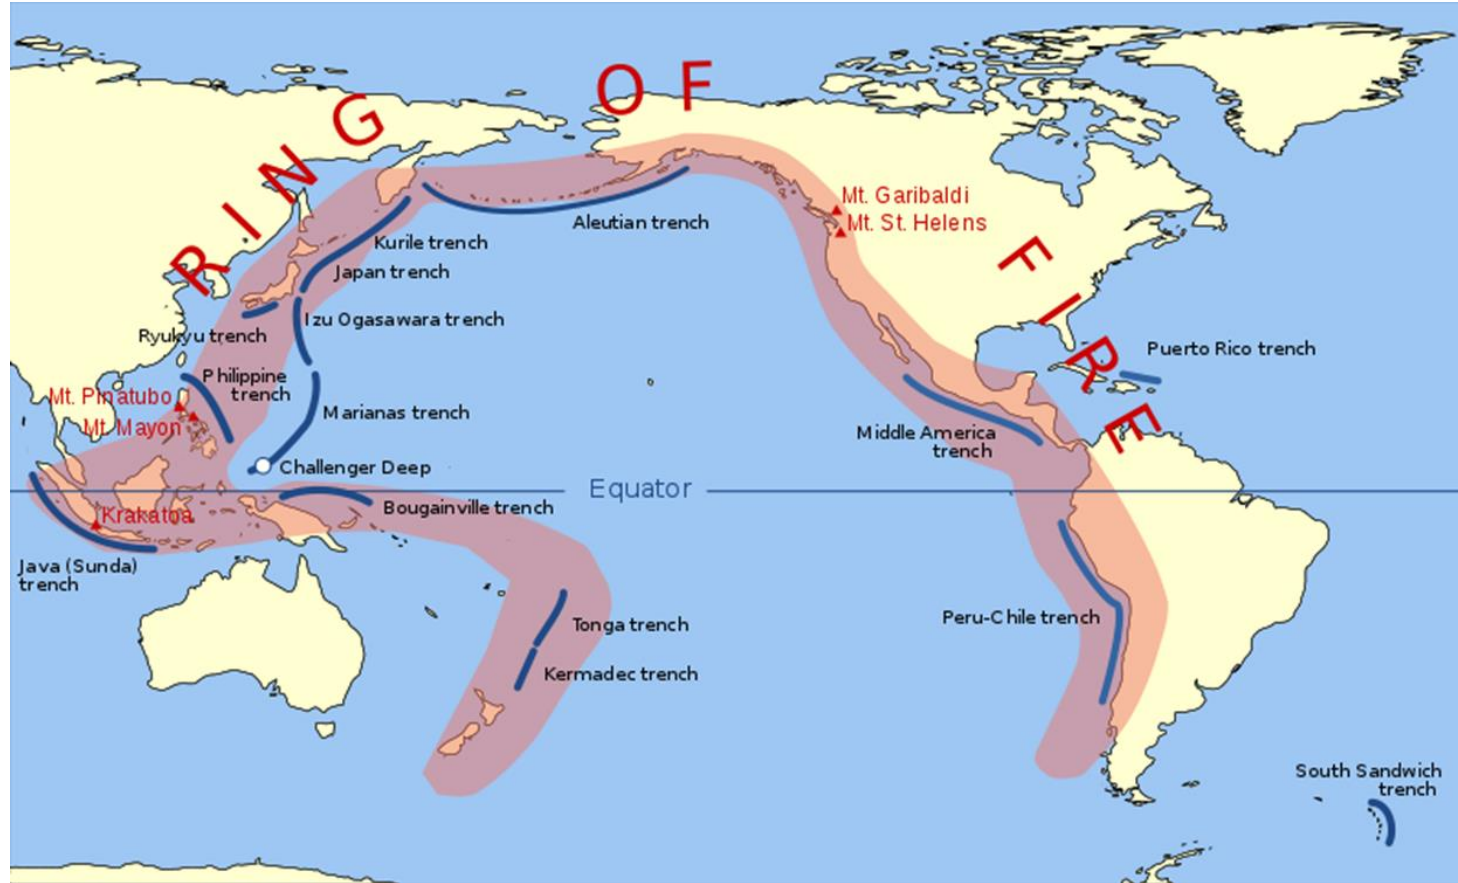 RING OF FIRE
Mt. Garibaldi
Mt. St. Helens
Aleutian trench
Kurile trench
Japan trench
Izu Ogasawara trench
Ryukyu trench
Puerto Rico trench
Philippine
trench
Mt. Pinatubo
Mt. Mayon
Marianas trench
Middle America
trench
Challenger Deep
Equator
Bougainville trench
Krakatoa
Java (Sunda)
trench
Peru-Chile trench
Tonga trench
Kermadec trench
South Sandwich
trench